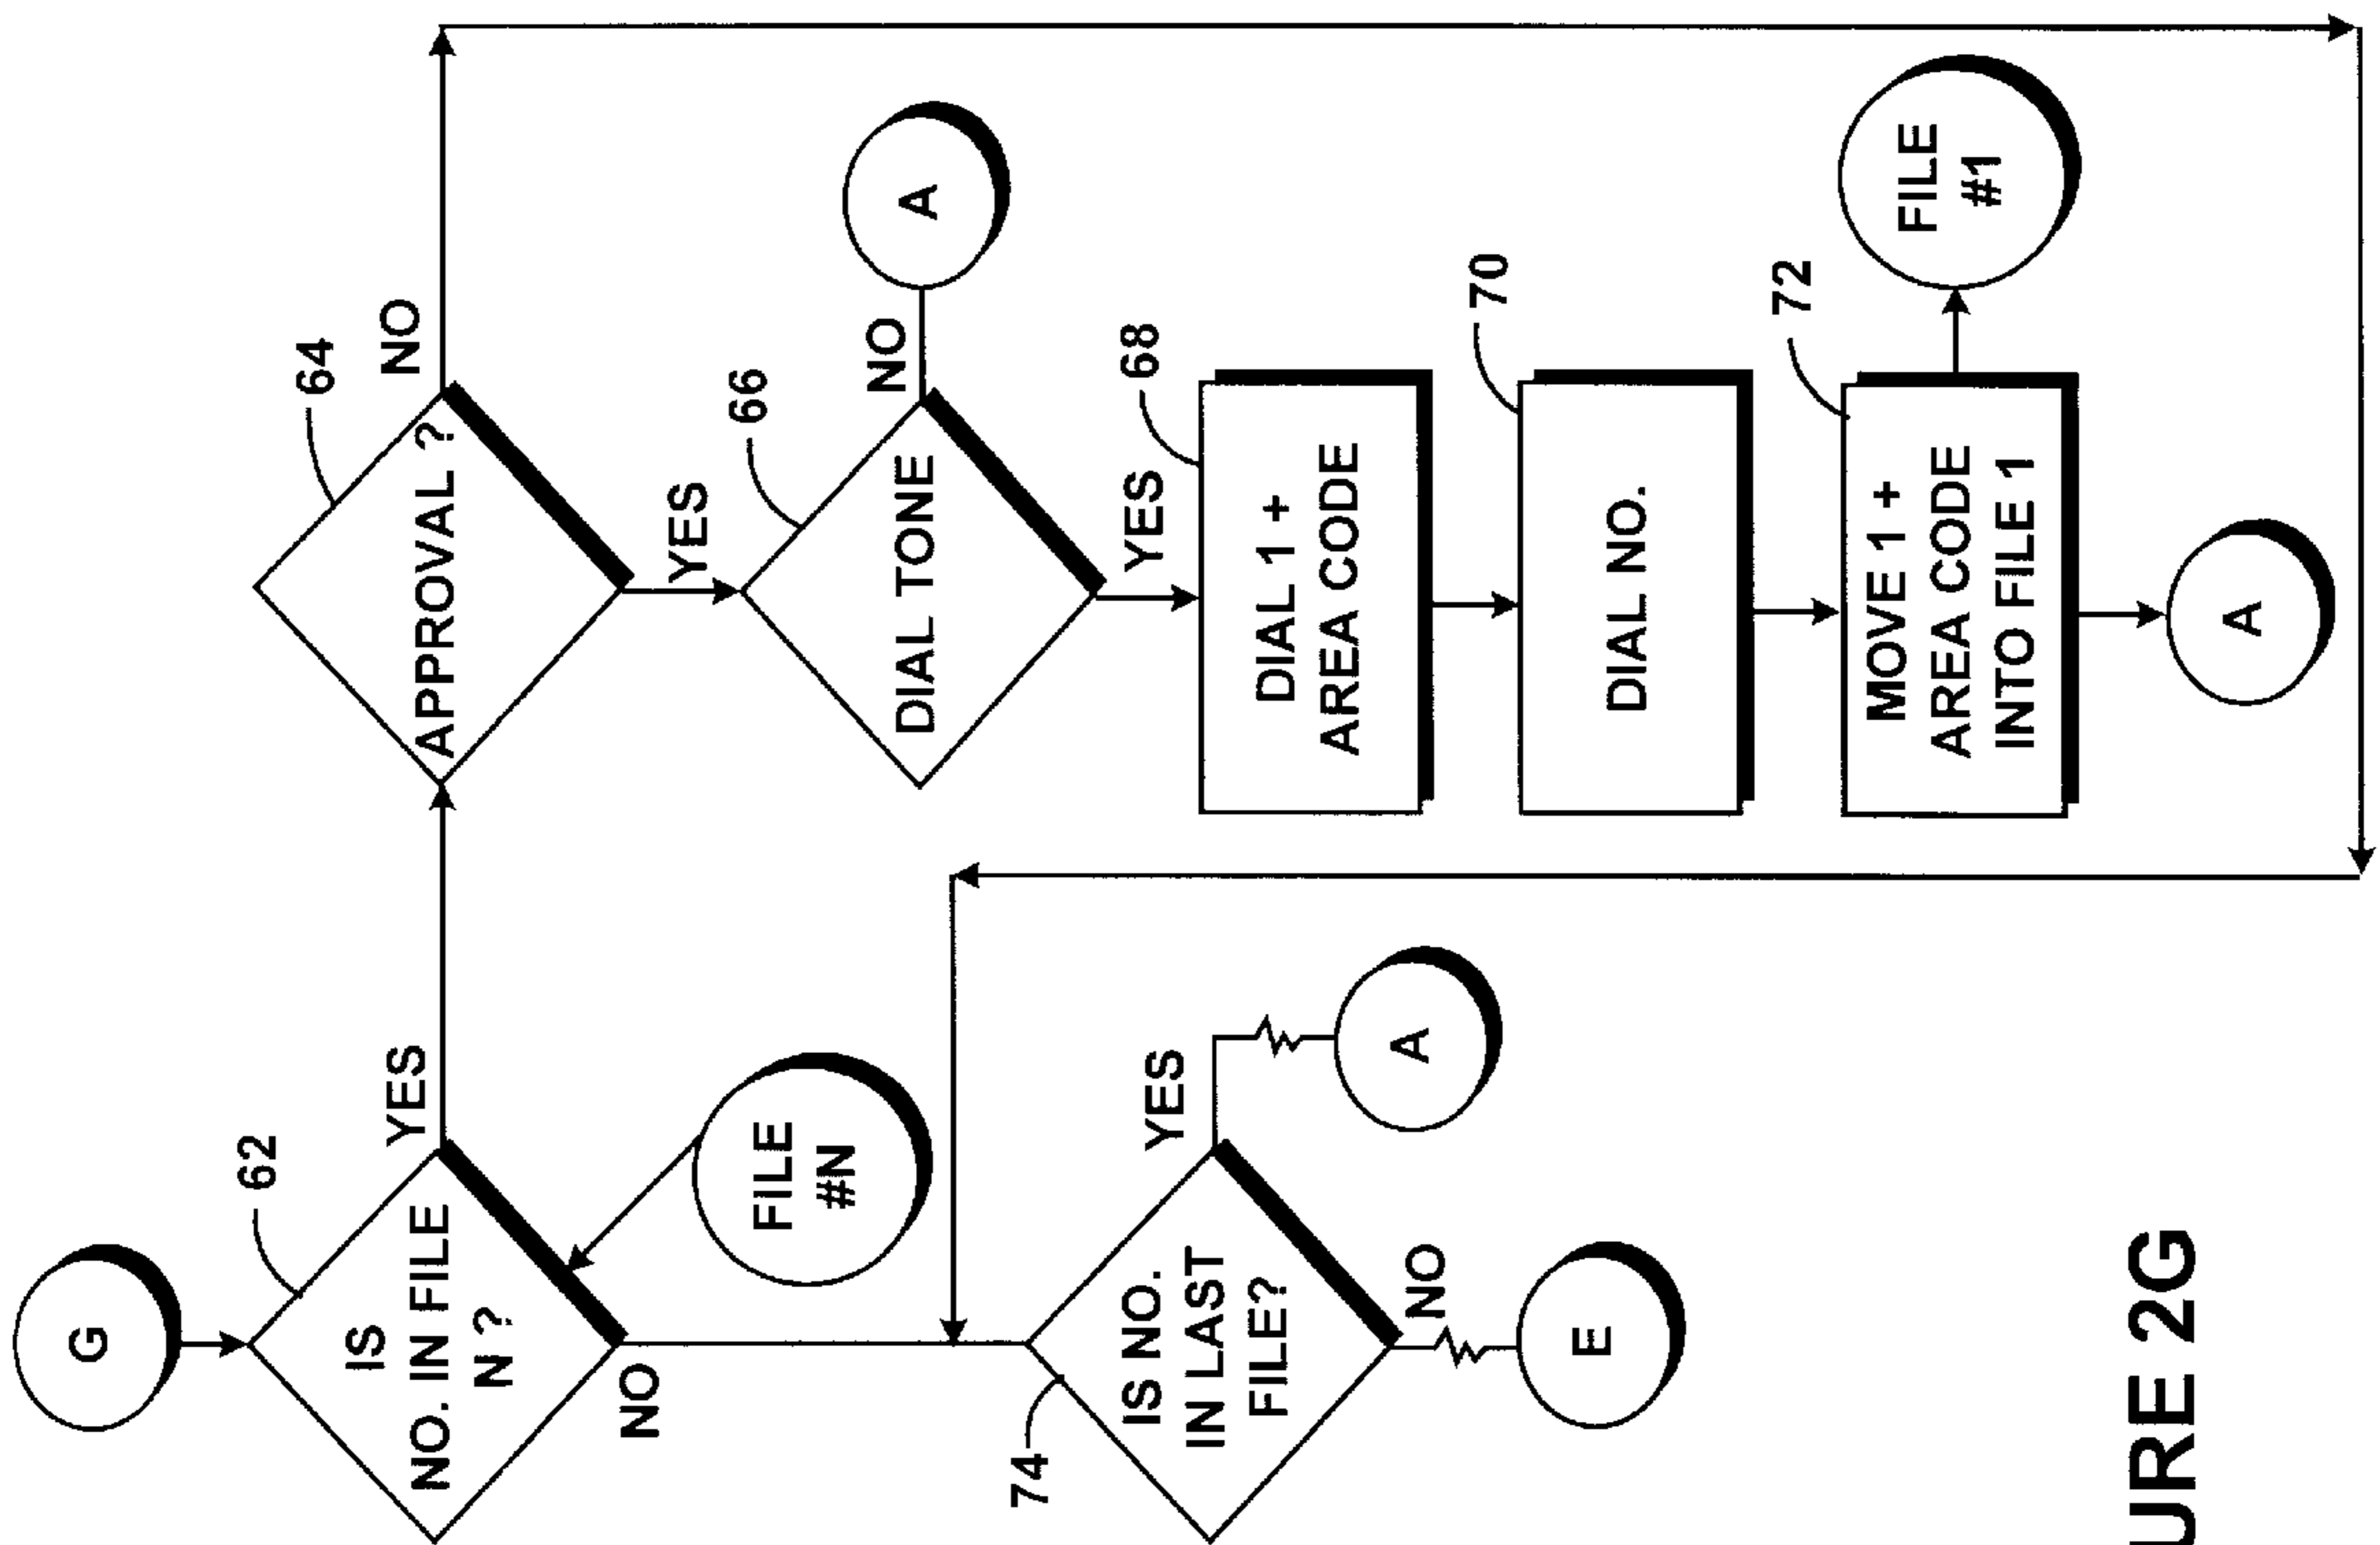 G
62
IS
NO. IN FILE
N ?
YES
NO
FILE
#N
64
APPROVAL ?
NO
YES
66
DIAL TONE
NO
A
YES
68
DIAL 1 +
AREA CODE
70
DIAL NO.
72
MOVE 1 +
AREA CODE
INTO FILE 1
FILE
#1
A
74
IS NO.
IN LAST
FILE?
YES
A
NO
E
URE 2G